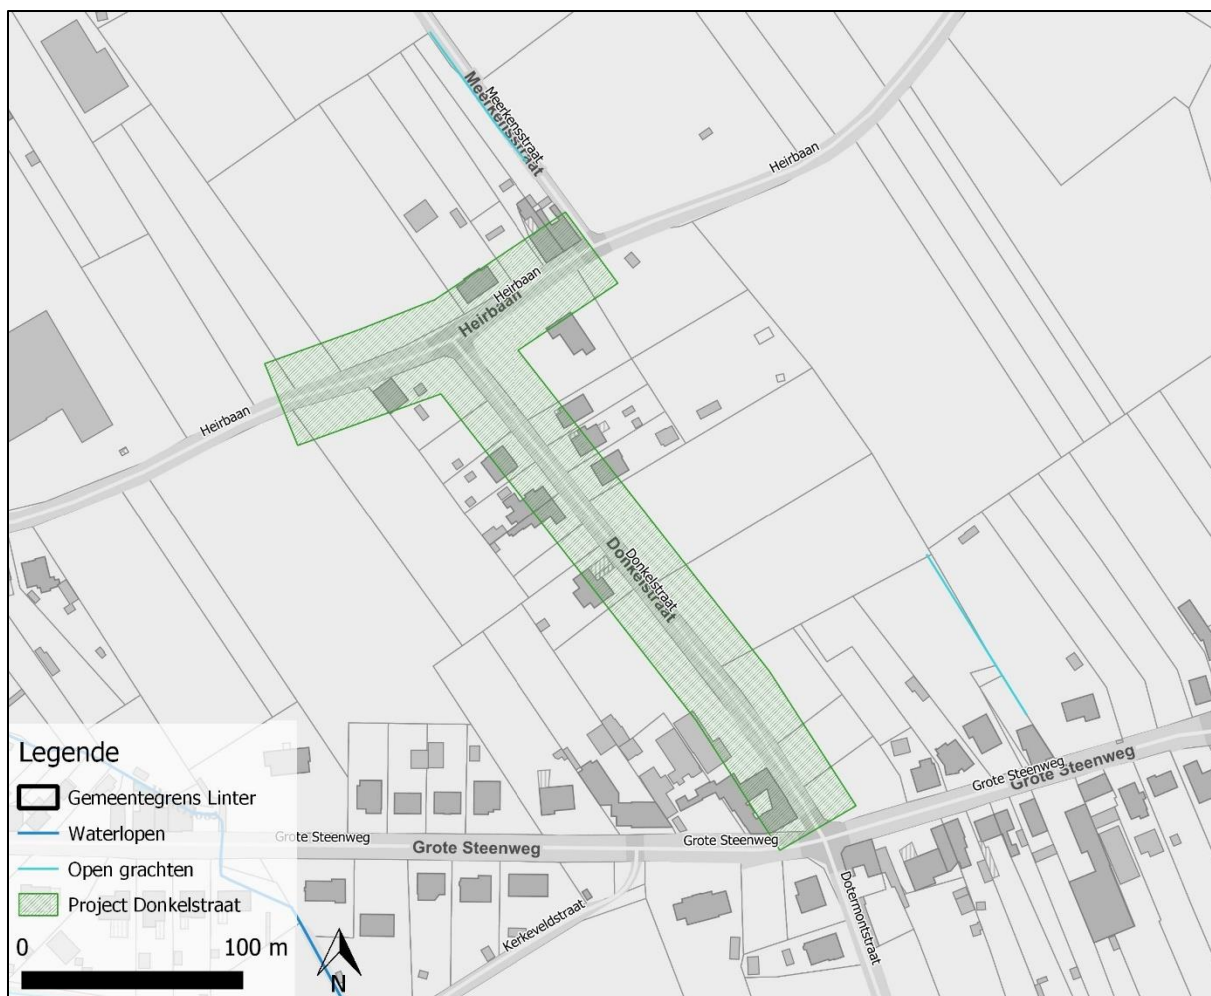 Meerkensstraat
Meerkensstraat
Heirbaan
Heirbaan
Heirbaan
Heirbaan
Donkelstraat
Donkelstraat
Grote Steenweg
Grote Steenweg
Grote Steenweg
Grote Steenweg
Grote Steenweg
Dotermontstraat
Kerkeveldstraat
Legende
Gemeentegrens Linter
Waterlopen
Open grachten
Project Donkelstraat
0 100 m
N